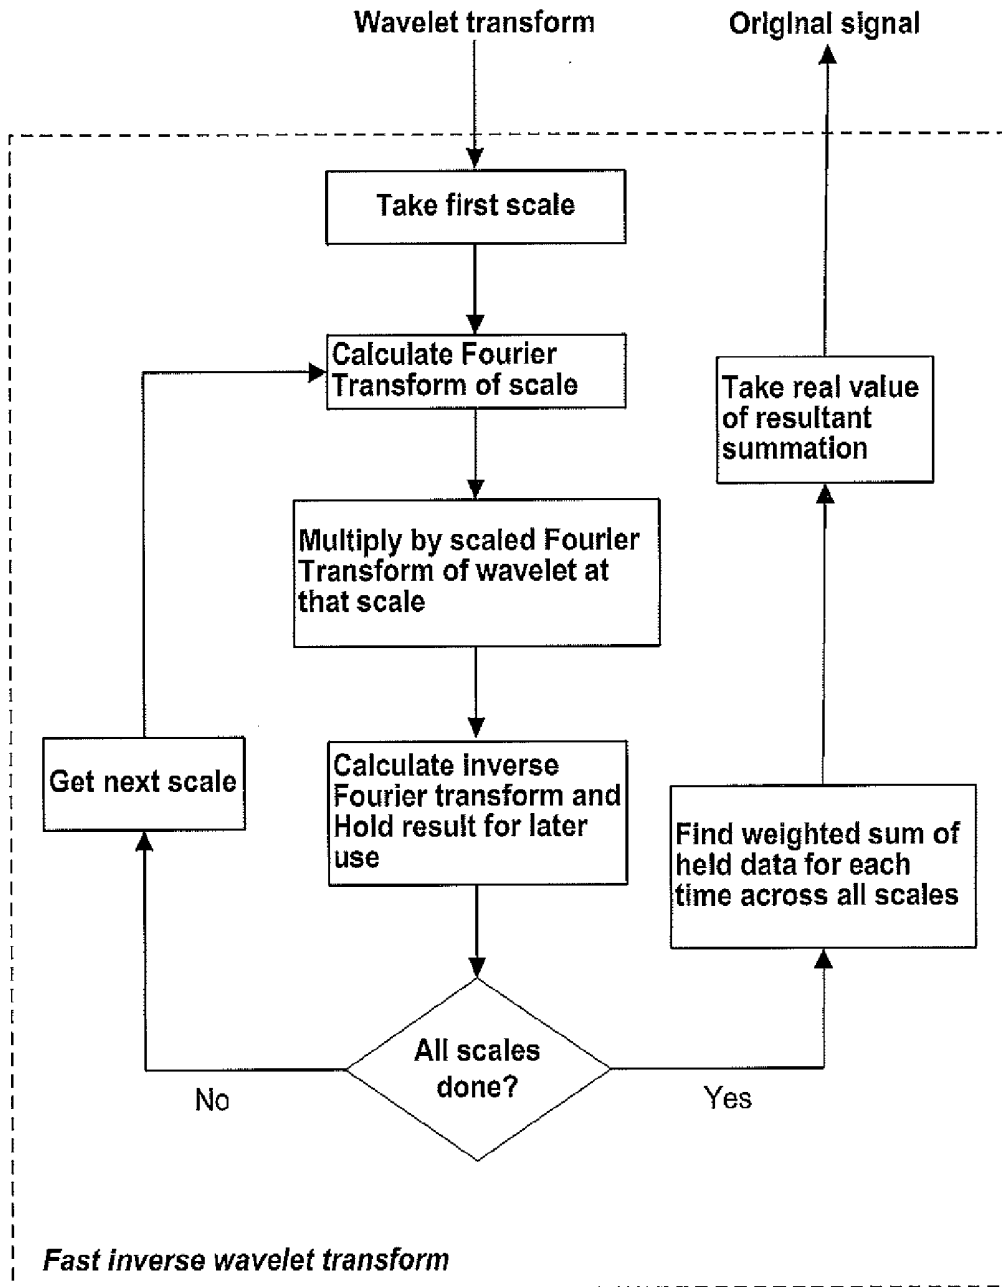 Wavelet transform
Original signal
Take first scale
Calculate Fourier
Transform of scale
Take real value
of resultant
summation
Multiply by scaled Fourier
Transform of wavelet at
that scale
Get next scale
Calculate inverse
Fourier transform and
Hold result for later
use
Find weighted sum of
held data for each
time across all scales
All scales
done?
No
Yes
Fast inverse wavelet transform